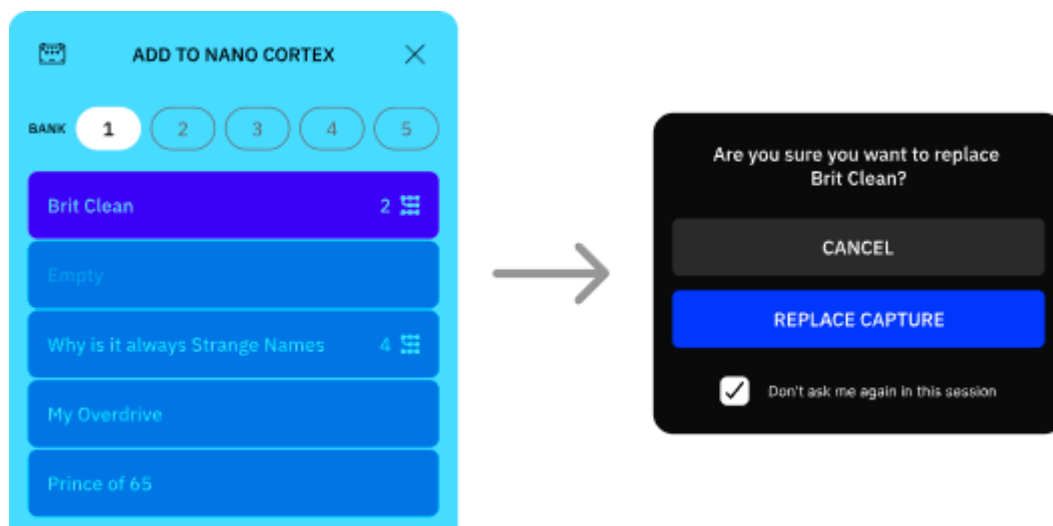 ADD TO NANO CORTEX
BANK 1 2 3 4 5
Brit Clean 2
Empty
Why is it always Strange Names 4
My Overdrive
Prince of 65
Are you sure you want to replace
Brit Clean?
CANCEL
REPLACE CAPTURE
Don't ask me again in this session